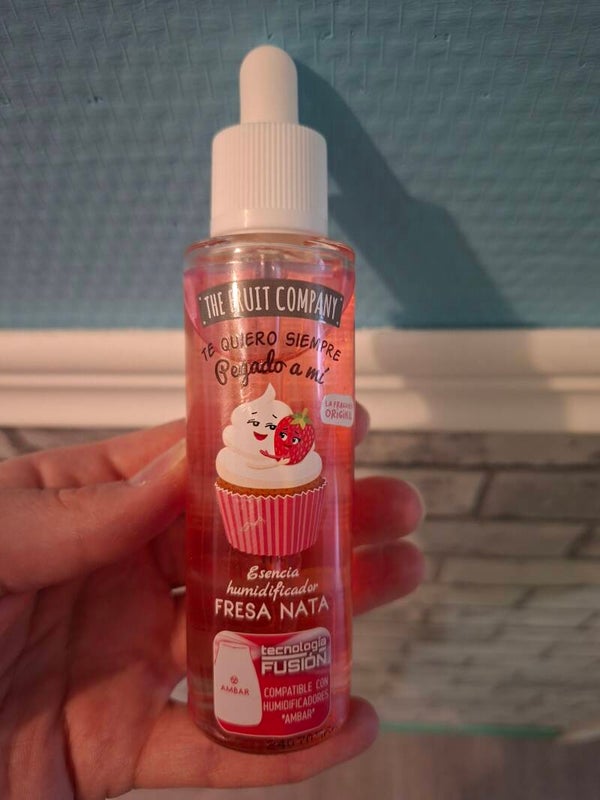 THE FRUIT COMPANY
TE QUIERO SIEMPRE
Pegado a mí
LA FRAGANCIA
ORIGINAL
Esencia
humidificador
FRESA NATA
tecnología
FUSIÓN
AMBAR
COMPATIBLE CON
HUMIDIFICADORES
"AMBAR"